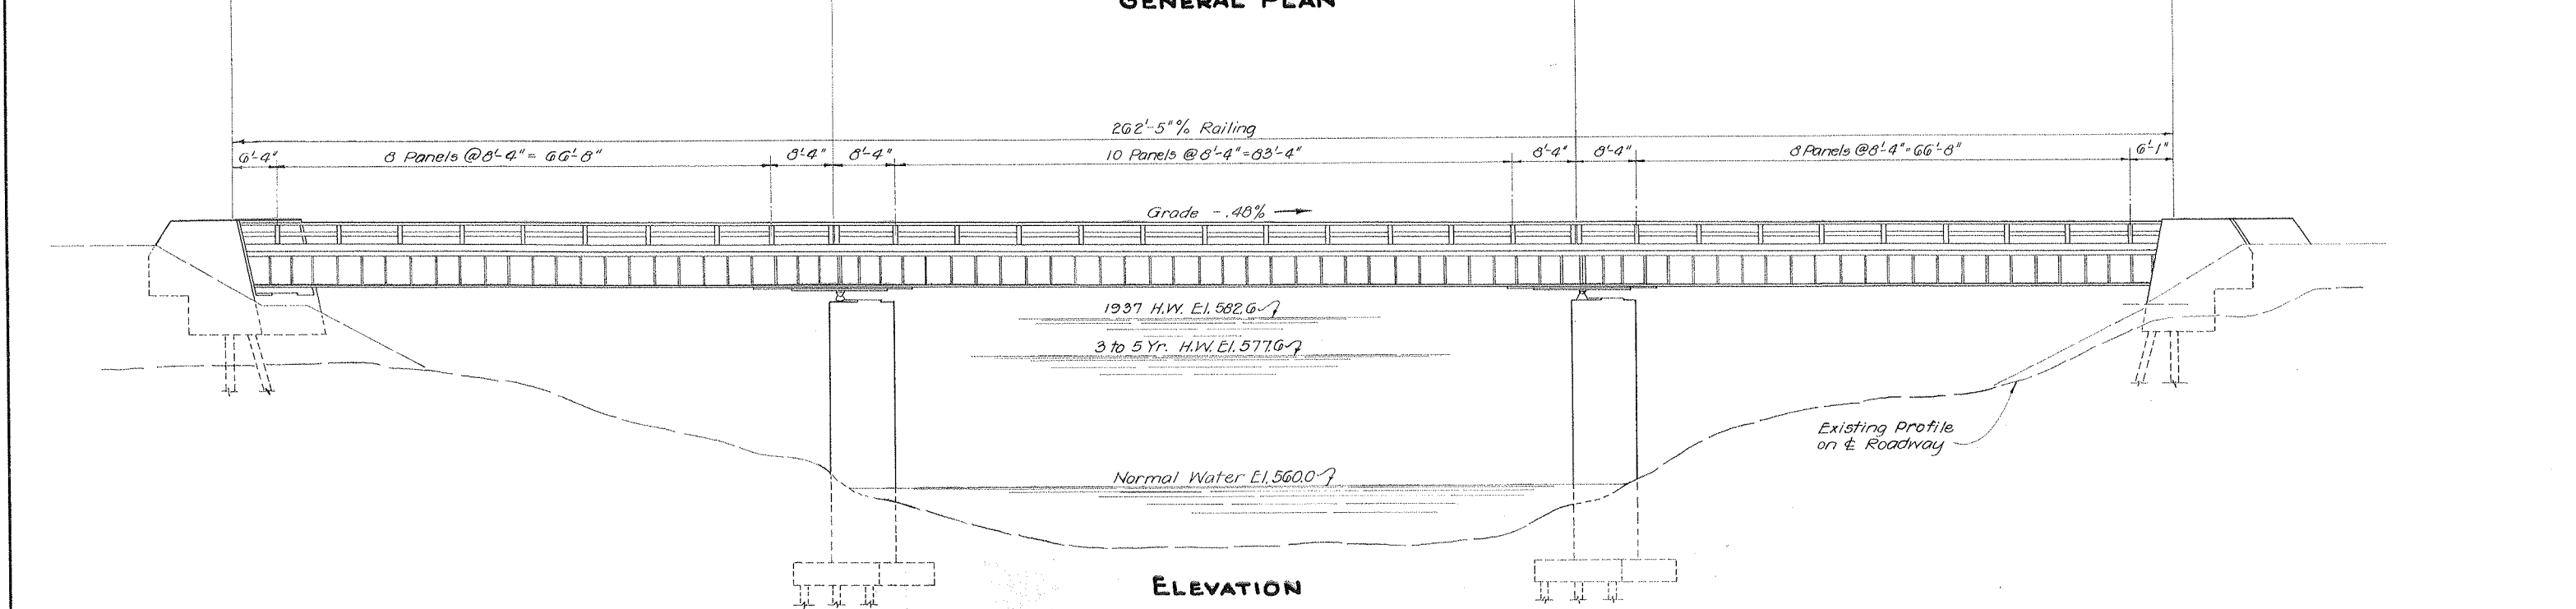 GENERAL PLAN
262'-5" % Railing
6'-4"
8 Panels @ 8'-4" = 66'-8"
8'-4"
8'-4"
10 Panels @ 8'-4" = 83'-4"
8'-4"
8'-4"
8 Panels @ 8'-4" = 66'-8"
6'-1"
Grade - .48%
1937 H.W. El. 582.6
3 to 5 Yr. H.W. El. 577.6
Existing Profile
on ℄ Roadway
Normal Water El. 560.0
ELEVATION